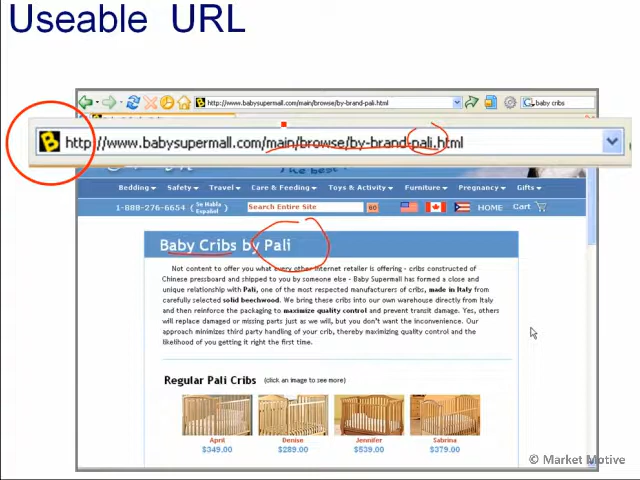 Useable URL
http://www.babysupermall.com/main/browse/by-brand-pali.html
baby cribs
B
http://www.babysupermall.com/main/browse/by-brand-pali.html
Bedding Safety Travel Care & Feeding Toys & Activity Furniture Pregnancy Gifts
1-888-276-6654 Se Habla Español Search Entire Site GO HOME Cart
Baby Cribs by Pali
Not content to offer you what every other internet retailer is offering - cribs constructed of
Chinese pressboard and shipped to you by someone else - Baby Supermall has formed a close and
unique relationship with Pali, one of the most respected manufacturers of cribs, made in Italy from
carefully selected solid beechwood. We bring these cribs into our own warehouse directly from Italy
and then reinforce the packaging to maximize quality control and prevent transit damage. Yes, others
will replace damaged or missing parts just as we will, but you don't want the inconvenience. Our
approach minimizes third party handling of your crib, thereby maximizing quality control and the
likelihood of you getting it right the first time.
Regular Pali Cribs (click an image to see more)
April Denise Jennifer Sabrina
$349.00 $289.00 $539.00 $379.00
© Market Motive